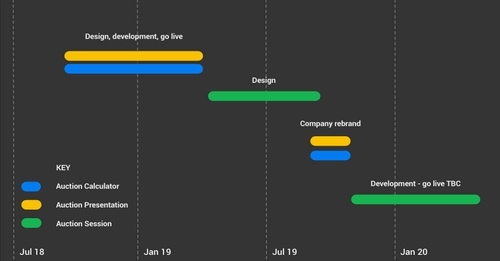 Design, development, go live
Design
Company rebrand
Development - go live TBC
KEY
Auction Calculator
Auction Presentation
Auction Session
Jul 18
Jan 19
Jul 19
Jan 20